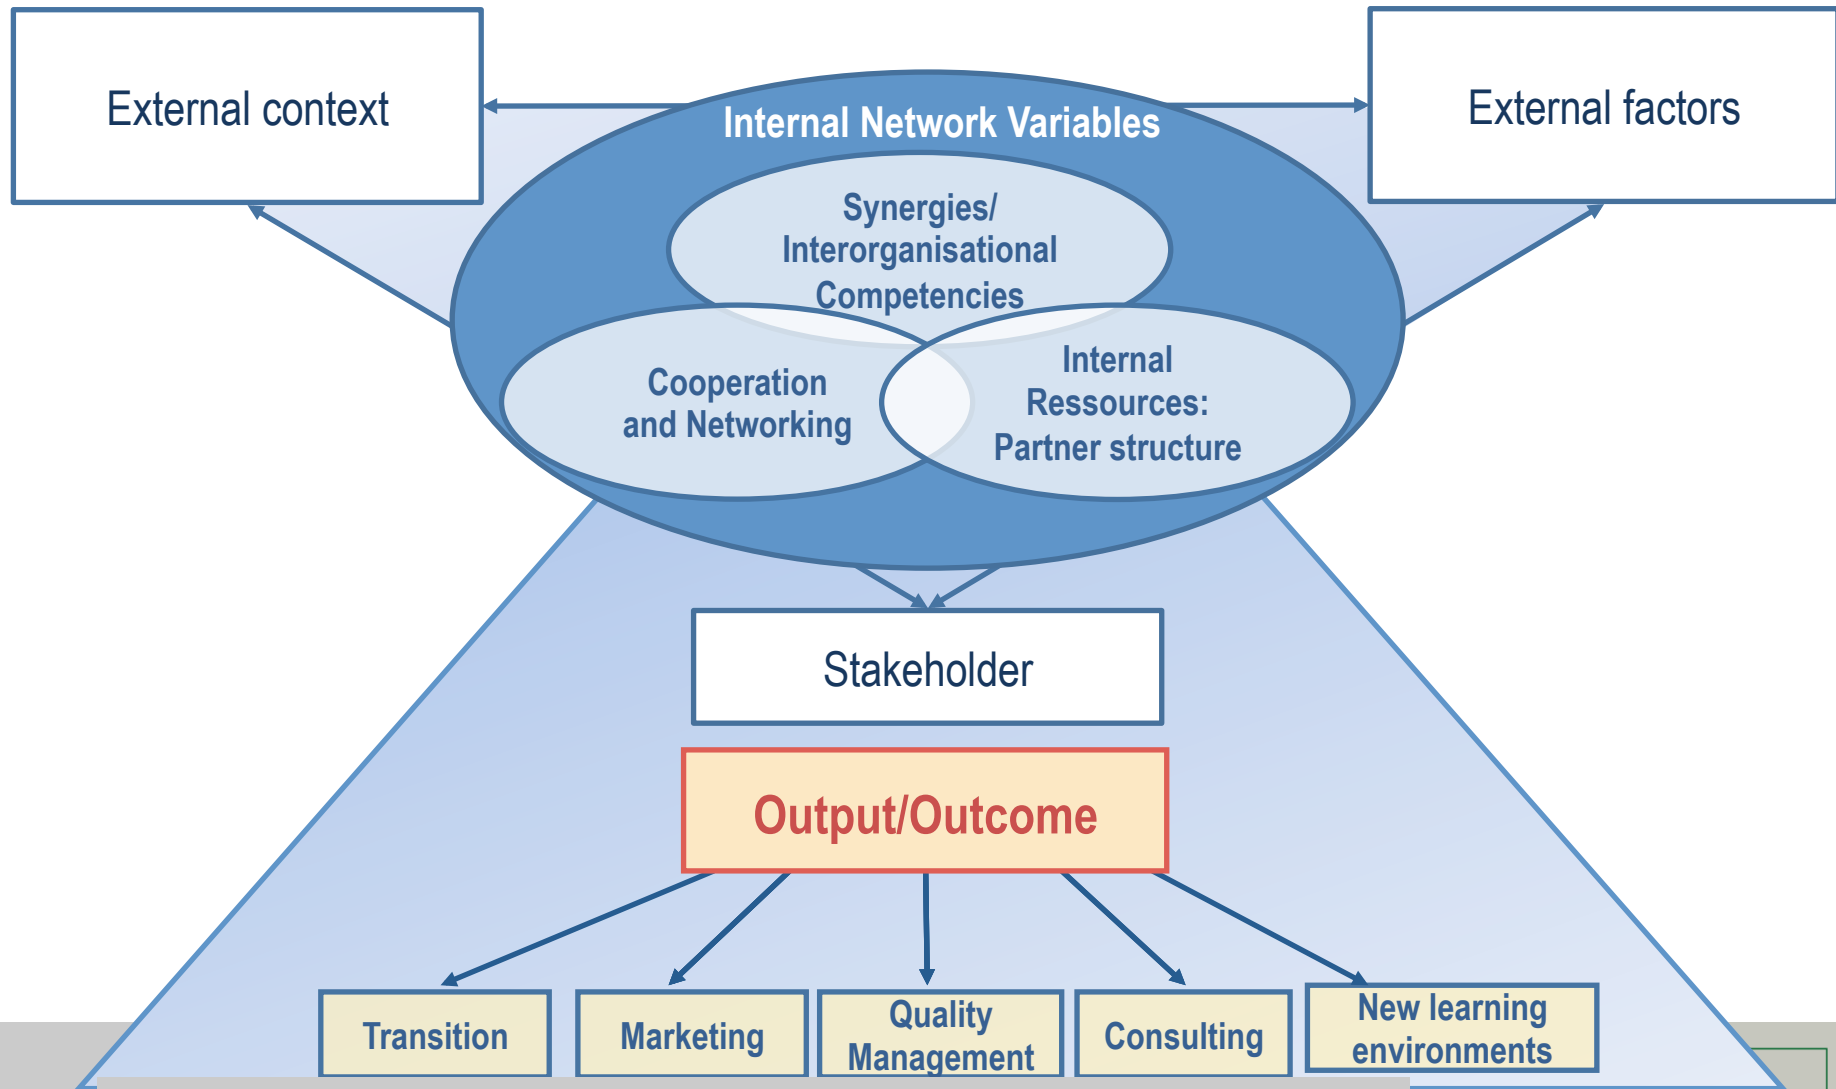 External context
External factors
Internal Network Variables
Synergies/
Interorganisational
Competencies
Cooperation
and Networking
Internal
Ressources:
Partner structure
Stakeholder
Output/Outcome
Transition
Marketing
Quality
Management
Consulting
New learning
environments